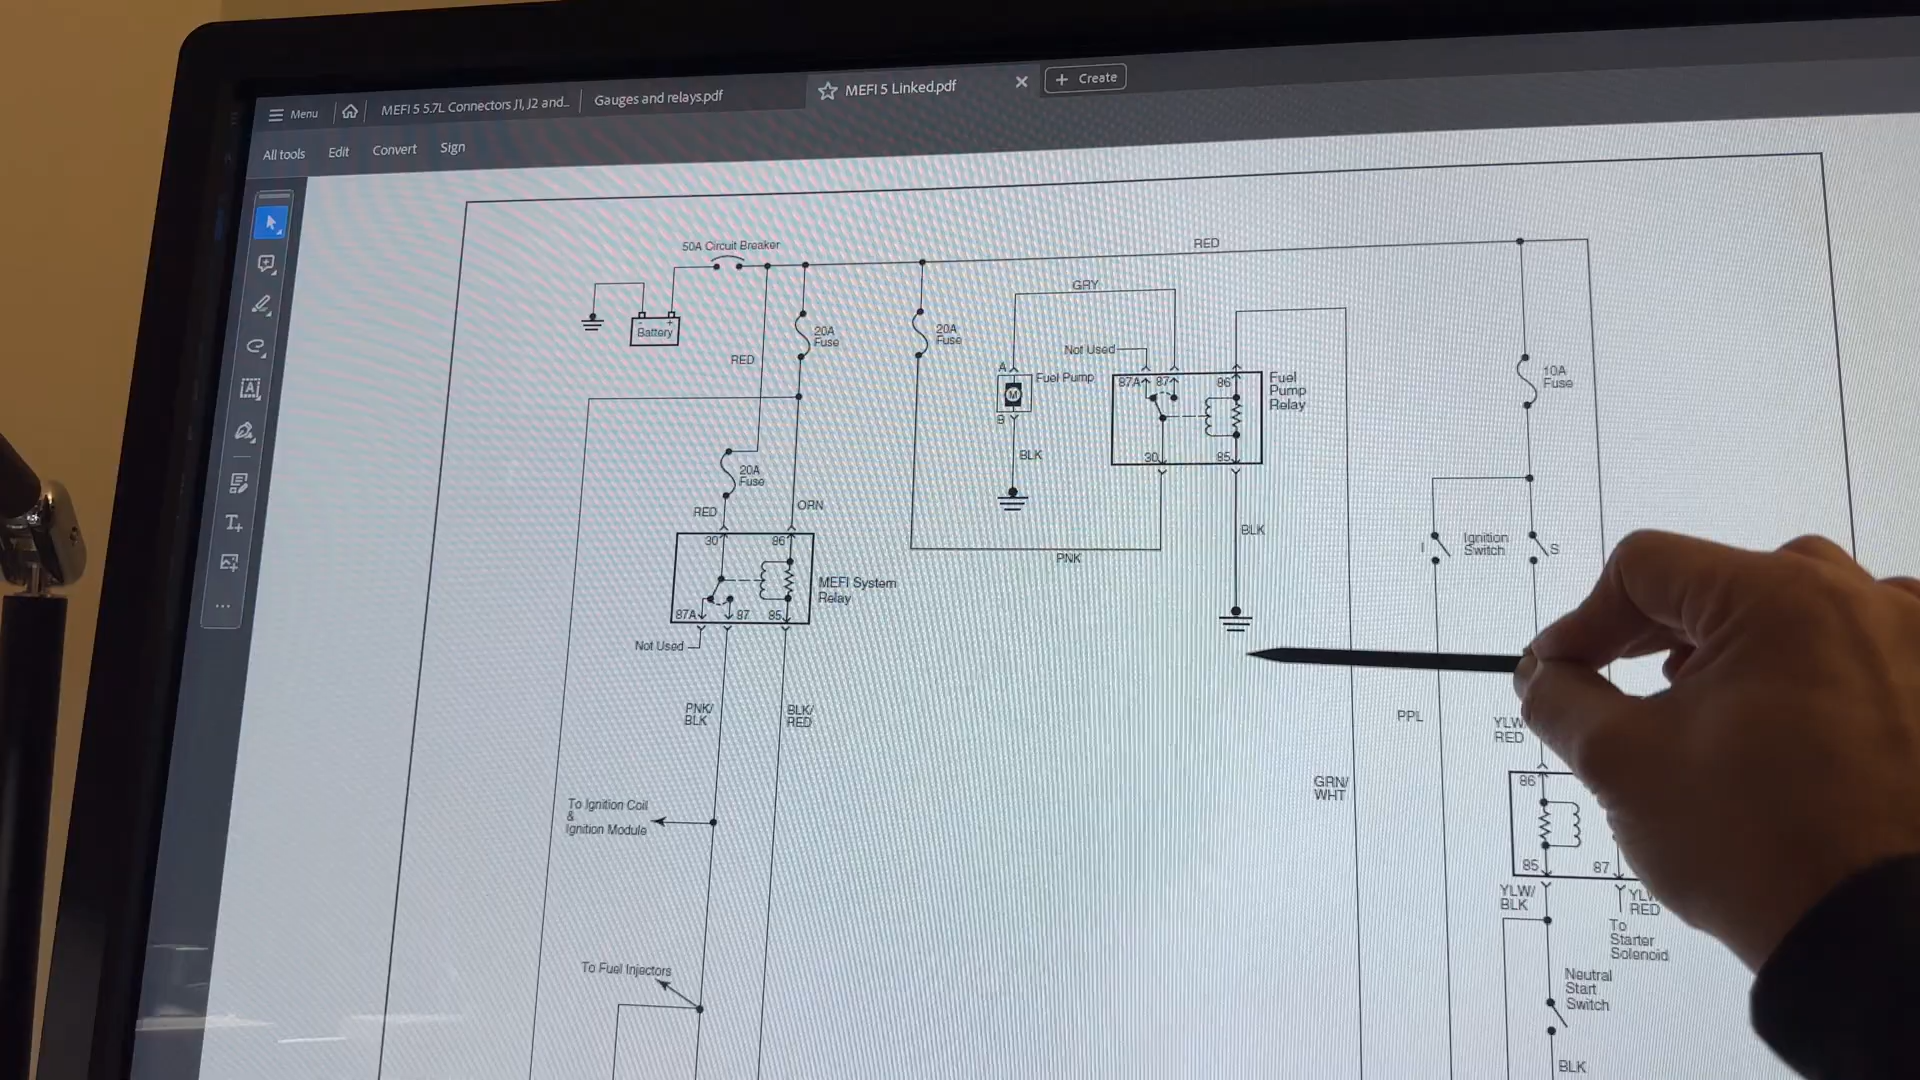 Menu
MEFI 5 5.7L Connectors J1, J2 and...
Gauges and relays.pdf
MEFI 5 Linked.pdf
Create
All tools
Edit
Convert
Sign
50A Circuit Breaker
RED
GRY
Battery
20A
Fuse
20A
Fuse
RED
Not Used
A
Fuel Pump
M
B
87A
87
86
Fuel
Pump
Relay
10A
Fuse
BLK
30
85
20A
Fuse
RED
ORN
BLK
PNK
I
Ignition
Switch
S
30
86
MEFI System
Relay
87A
87
85
Not Used
PNK/
BLK
BLK/
RED
PPL
YLW/
RED
GRN/
WHT
86
To Ignition Coil
&
Ignition Module
85
87
YLW/
BLK
RED
To
Starter
Solenoid
To Fuel Injectors
Neutral
Start
Switch
BLK